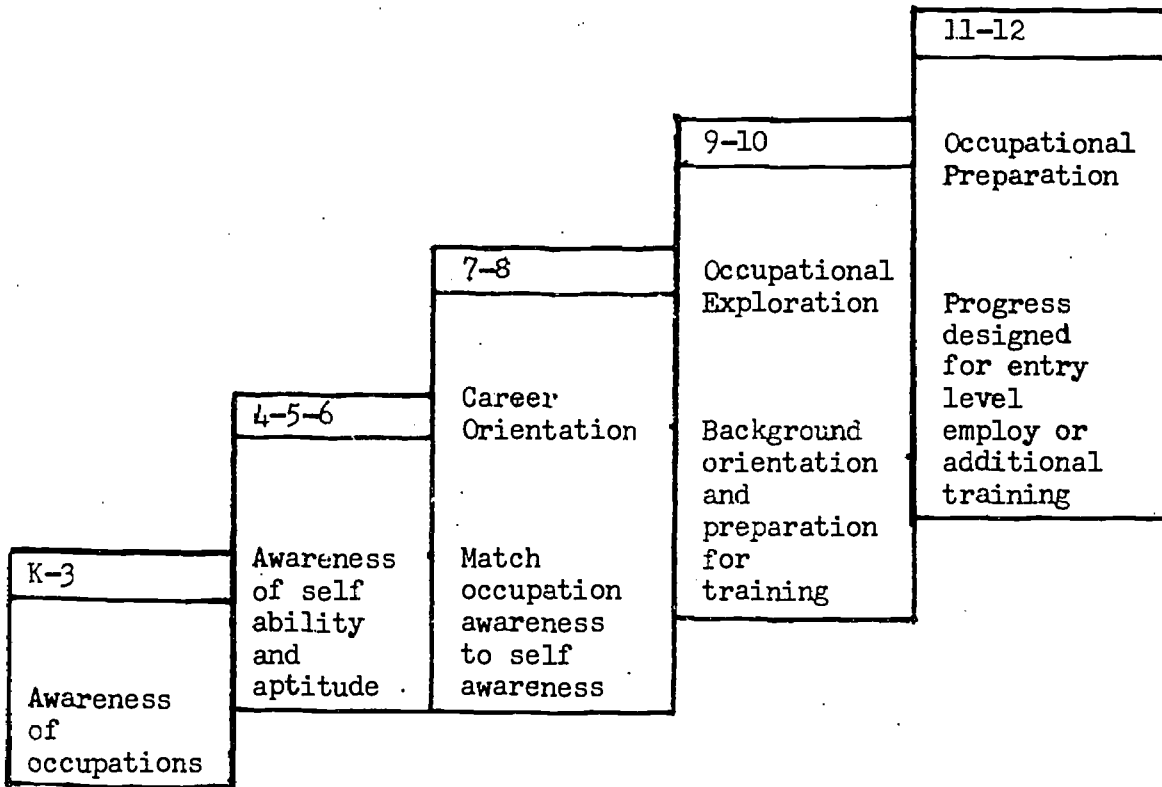 K-3
Awareness
of
occupations
4-5-6
Awareness
of self
ability
and
aptitude
7-8
Career
Orientation
Match
occupation
awareness
to self
awareness
9-10
Occupational
Exploration
Background
orientation
and
preparation
for
training
11-12
Occupational
Preparation
Progress
designed
for entry
level
employ or
additional
training